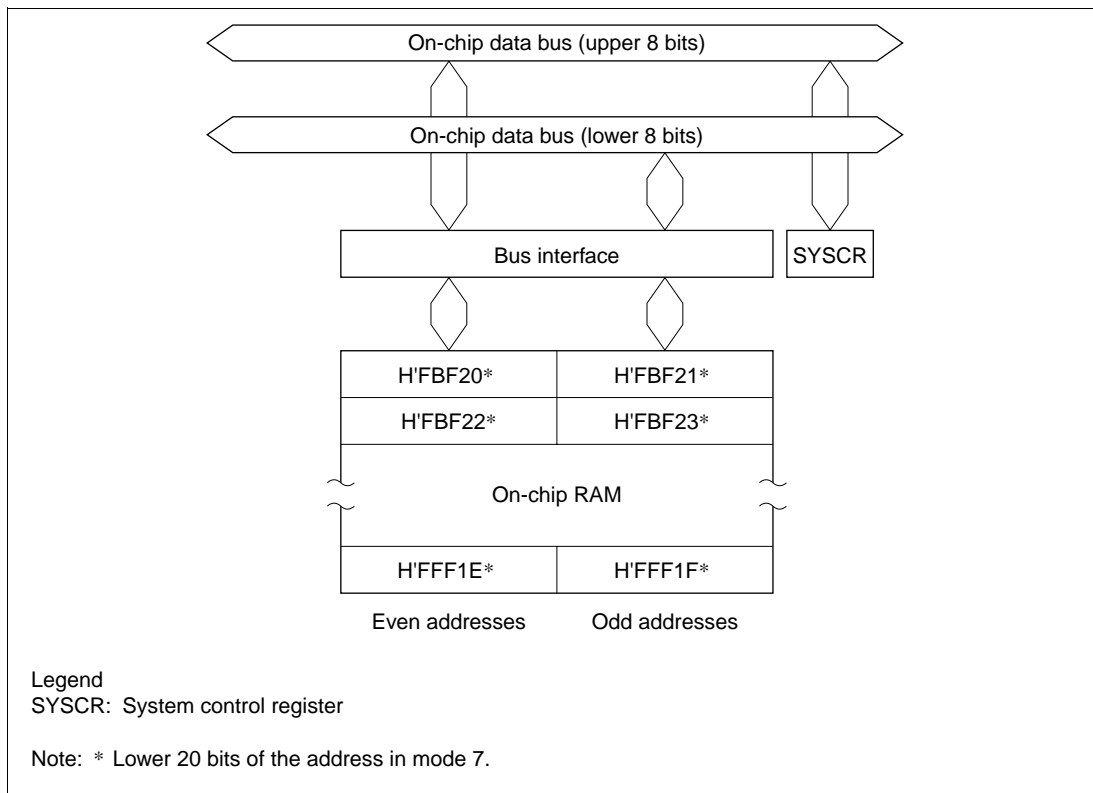 On-chip data bus (upper 8 bits)
On-chip data bus (lower 8 bits)
Bus interface
SYSCR
H'FBF20*
H'FBF21*
H'FBF22*
H'FBF23*
On-chip RAM
H'FFF1E*
H'FFF1F*
Even addresses
Odd addresses
Legend
SYSCR: System control register
Note: * Lower 20 bits of the address in mode 7.